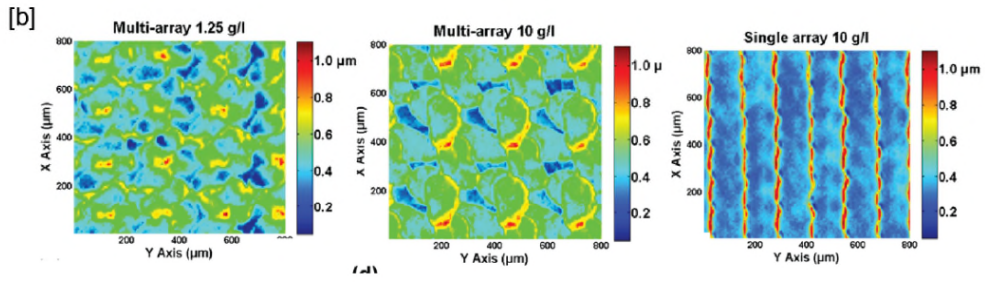 [b]
Multi-array 1.25 g/l
800
600
400
200
X Axis (μm)
200 400 600 800
Y Axis (μm)
1.0 μm
0.8
0.6
0.4
0.2
Multi-array 10 g/l
800
600
400
200
X Axis (μm)
200 400 600 800
Y Axis (μm)
1.0 μ
0.8
0.6
0.4
0.2
Single array 10 g/l
800
600
400
200
X Axis (μm)
200 400 600 800
Y Axis (μm)
1.0 μm
0.8
0.6
0.4
0.2